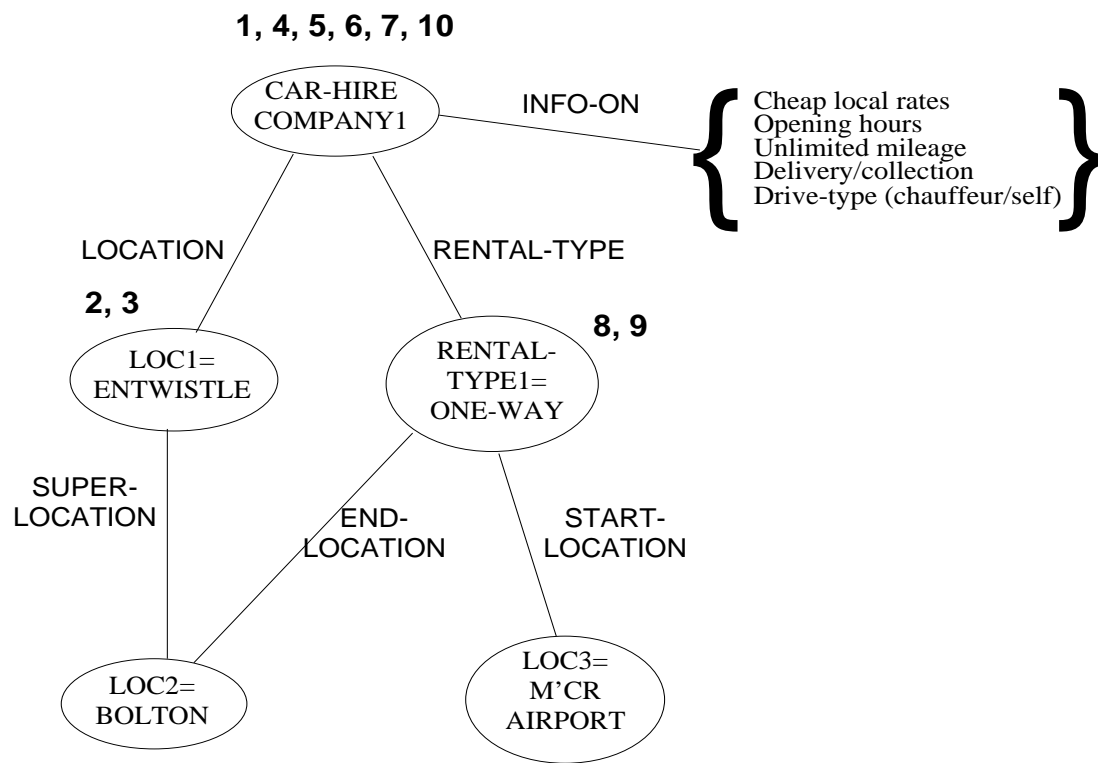 1, 4, 5, 6, 7, 10
CAR-HIRE
COMPANY1
INFO-ON
Cheap local rates
Opening hours
Unlimited mileage
Delivery/collection
Drive-type (chauffeur/self)
LOCATION
RENTAL-TYPE
2, 3
LOC1=
ENTWISTLE
8, 9
RENTAL-
TYPE1=
ONE-WAY
SUPER-
LOCATION
END-
LOCATION
START-
LOCATION
LOC2=
BOLTON
LOC3=
M'CR
AIRPORT